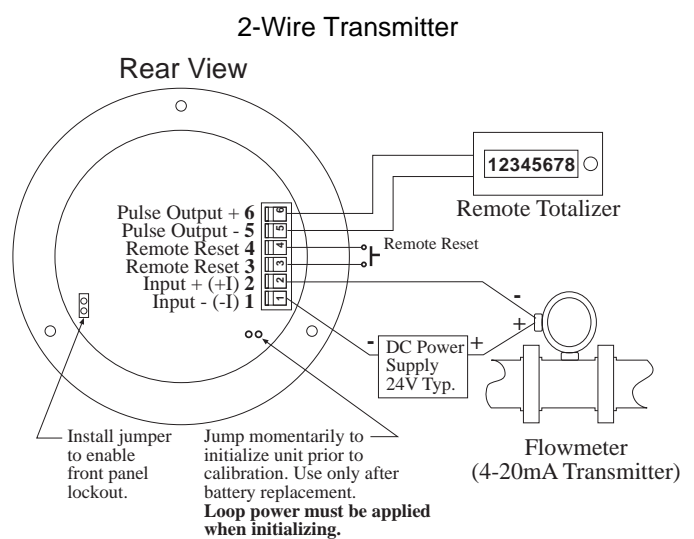 2-Wire Transmitter
Rear View
12345678
Remote Totalizer
Pulse Output + 6
Pulse Output - 5
Remote Reset 4
Remote Reset 3
Input + (+I) 2
Input - (-I) 1
6
5
4
3
2
1
Remote Reset
-
+
-
+
DC Power
Supply
24V Typ.
Flowmeter
(4-20mA Transmitter)
Install jumper
to enable
front panel
lockout.
Jump momentarily to
initialize unit prior to
calibration. Use only after
battery replacement.
Loop power must be applied
when initializing.